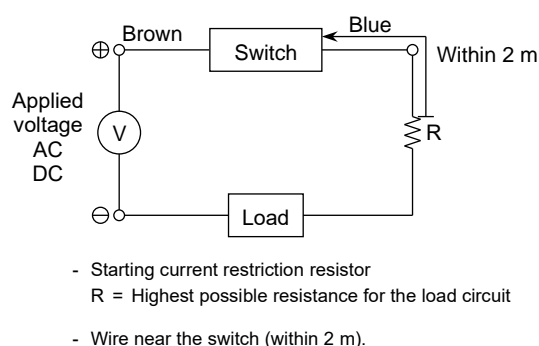 Brown
Switch
Blue
Within 2 m
Applied
voltage
AC
DC
V
R
Load
- Starting current restriction resistor
R = Highest possible resistance for the load circuit
- Wire near the switch (within 2 m).